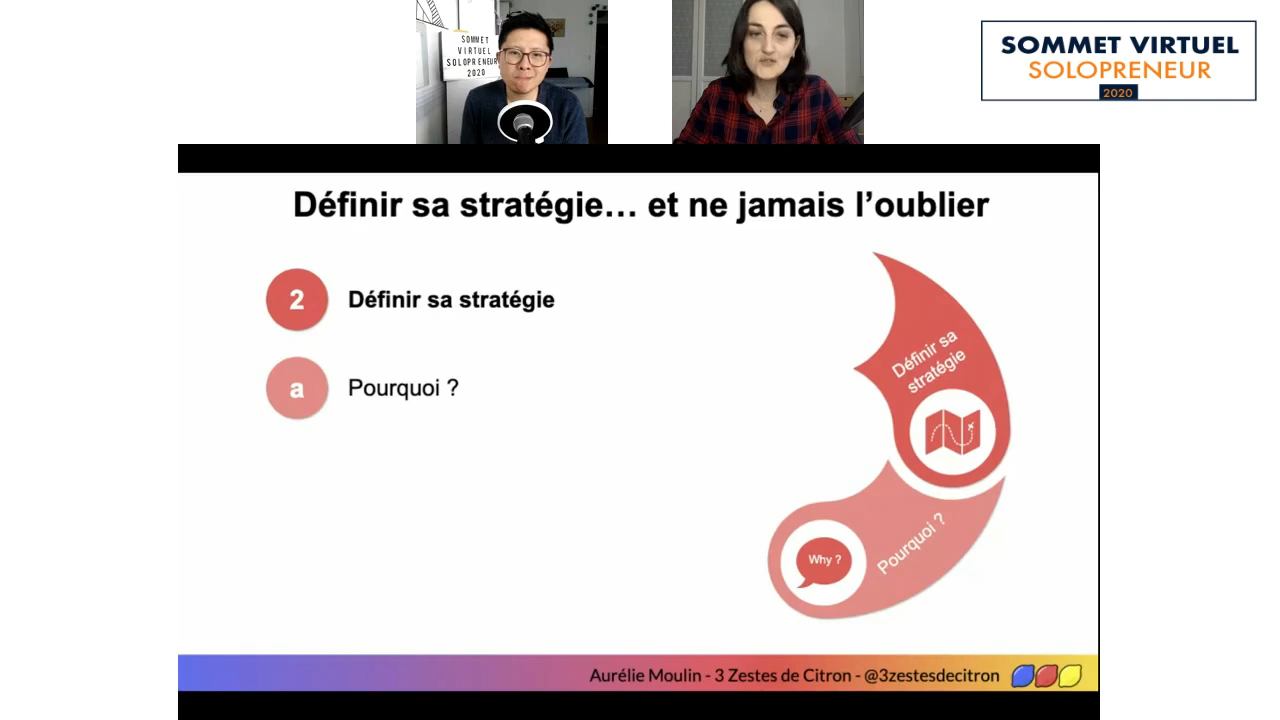 SOMMET
VIRTUEL
SOLOPRENEUR
2020
SOMMET VIRTUEL
SOLOPRENEUR
2020
Définir sa stratégie… et ne jamais l’oublier
2 Définir sa stratégie
a Pourquoi ?
Définir sa
stratégie
Pourquoi ?
Why ?
Aurélie Moulin - 3 Zestes de Citron - @3zestesdecitron